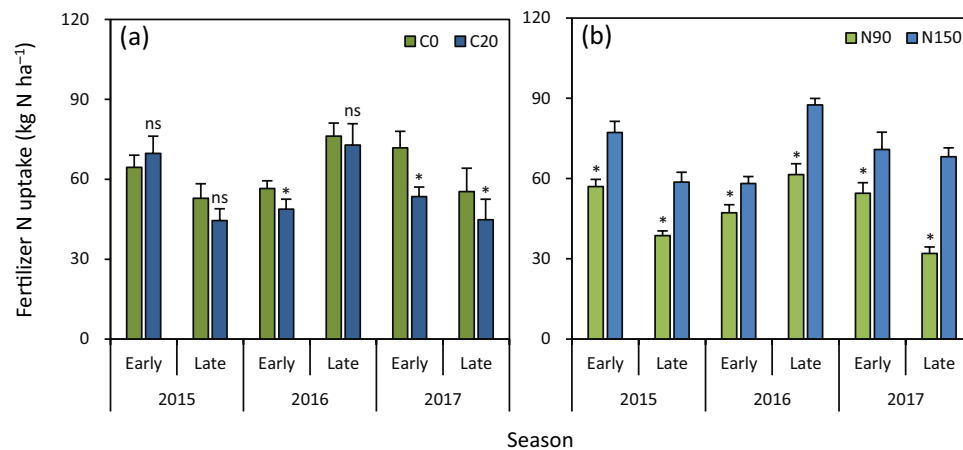 Fertilizer N uptake (kg N ha⁻¹)
120
90
60
30
0
(a)
C0 C20
ns
ns
*
ns
*
*
Early Late Early Late Early Late
2015 2016 2017
120
90
60
30
0
(b)
N90 N150
*
*
*
*
*
*
Early Late Early Late Early Late
2015 2016 2017
Season